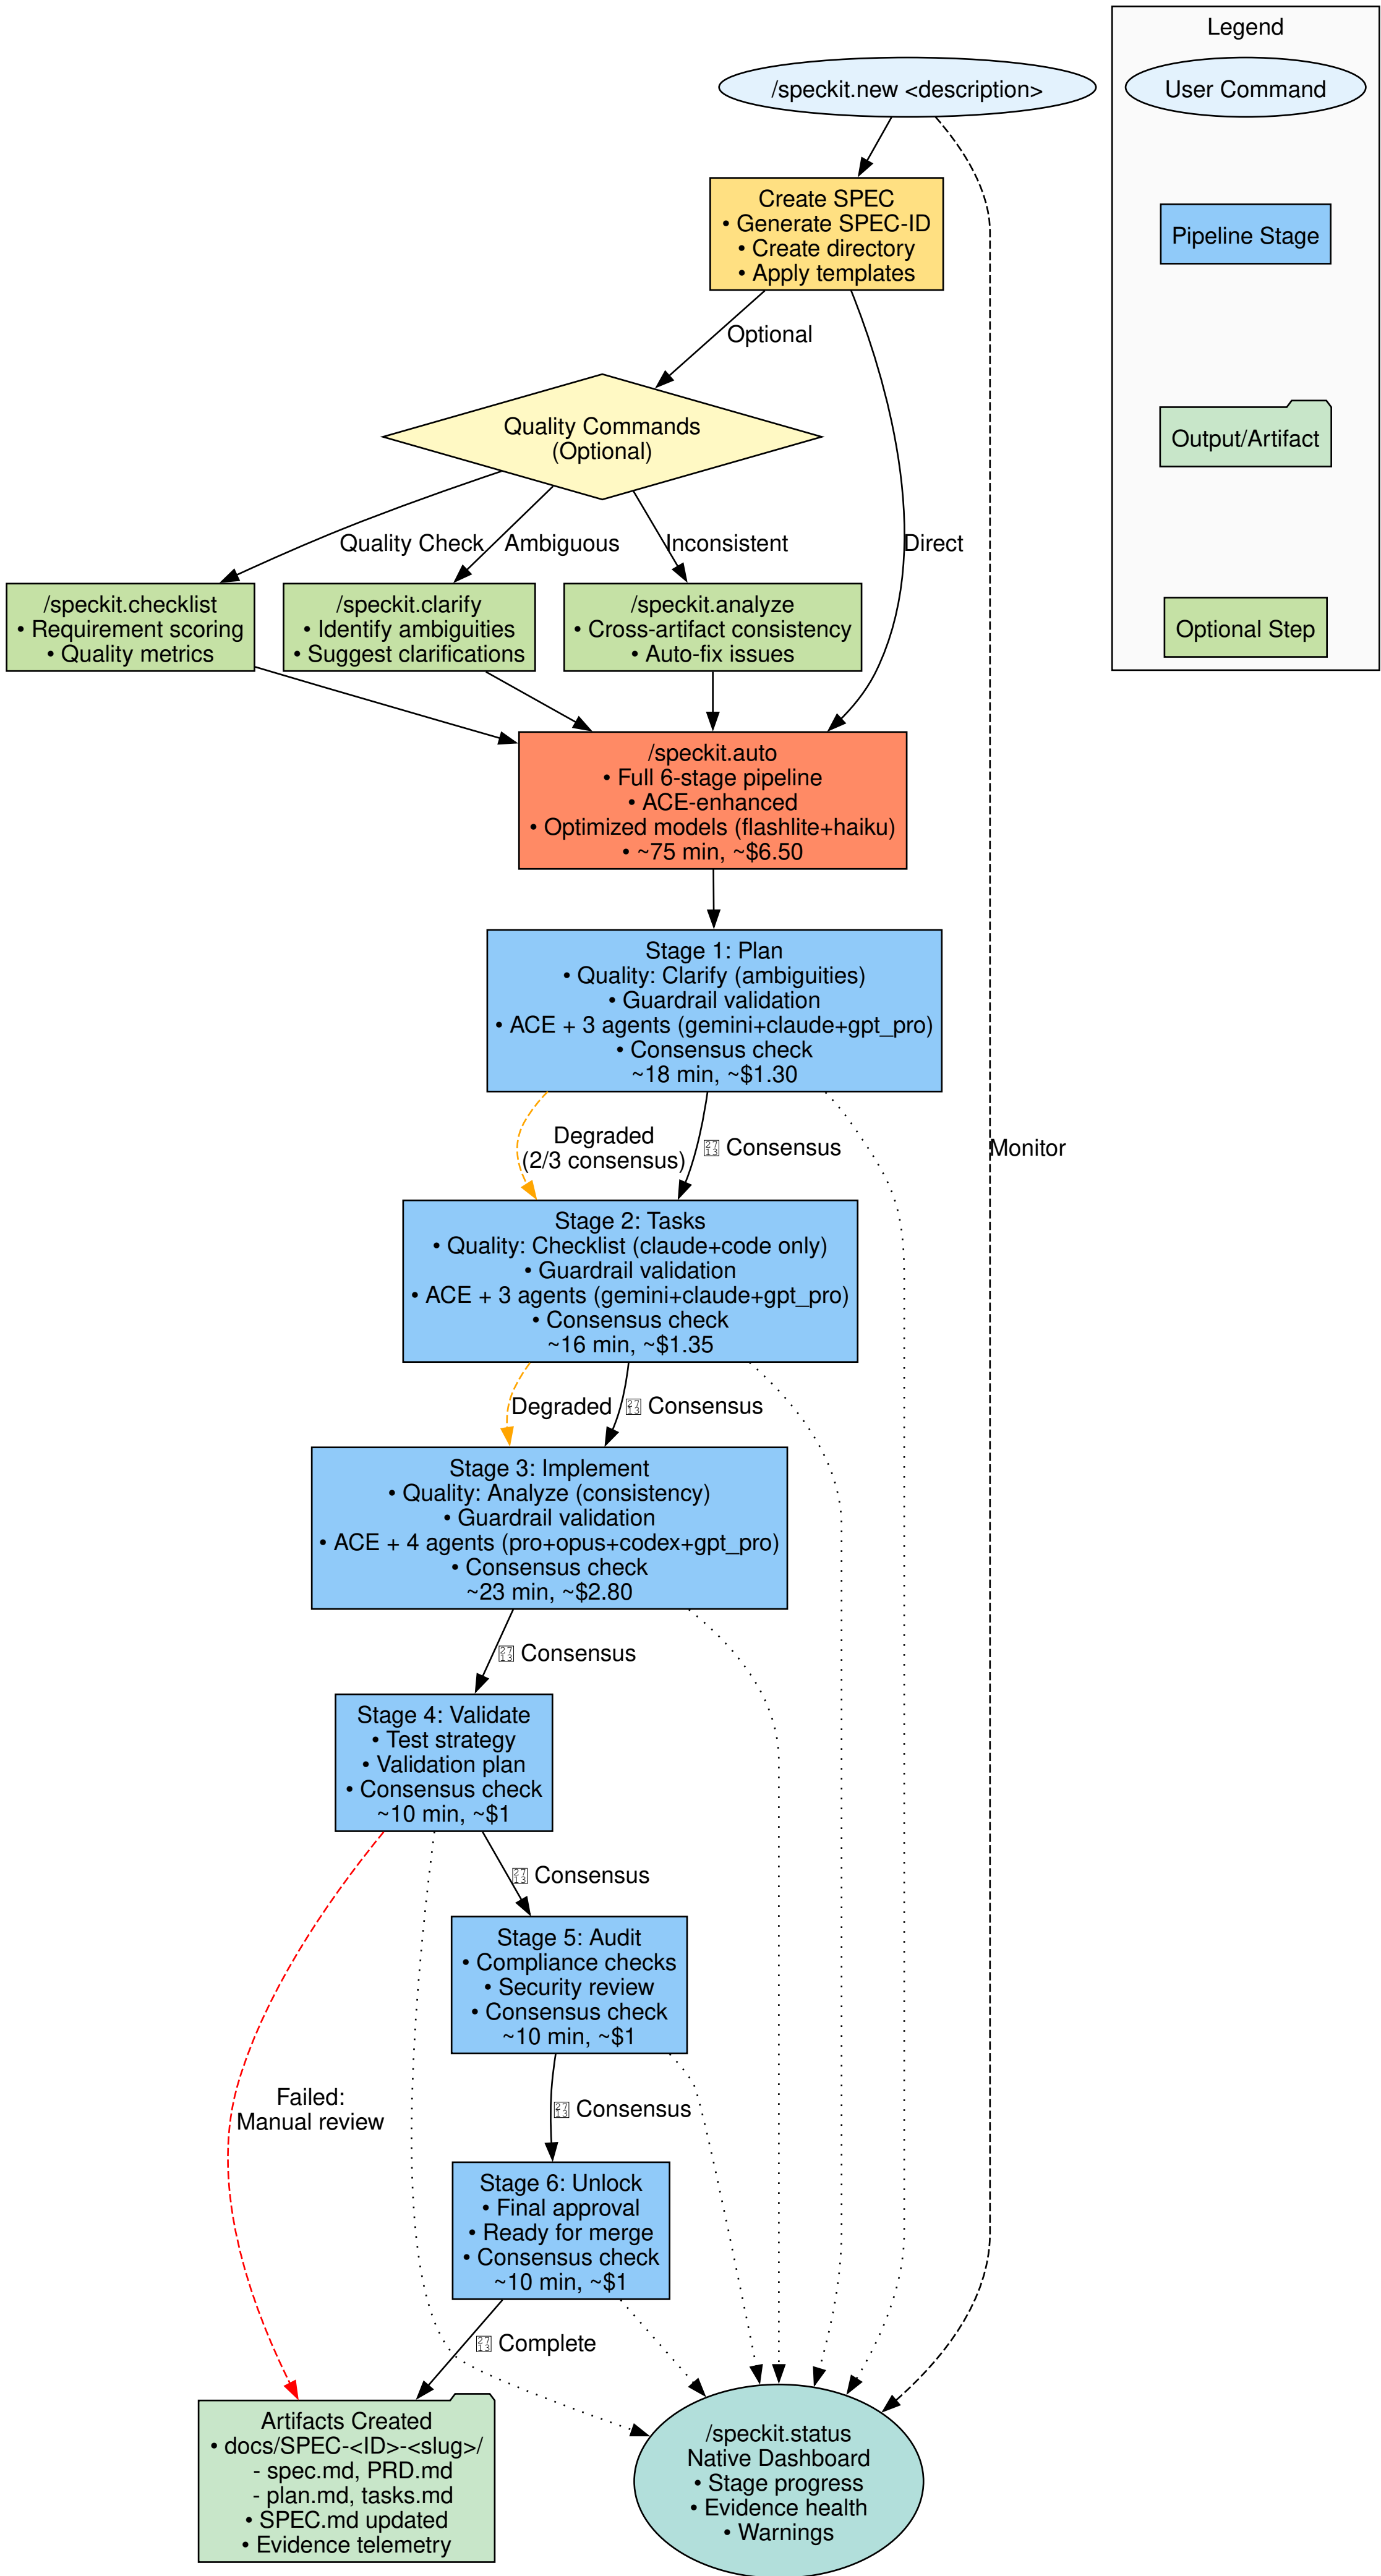 Legend
/speckit.new <description>
User Command
Create SPEC
• Generate SPEC-ID
• Create directory
• Apply templates
Pipeline Stage
Optional
Quality Commands
(Optional)
Output/Artifact
Quality Check
Ambiguous
Inconsistent
Direct
/speckit.checklist
• Requirement scoring
• Quality metrics
/speckit.clarify
• Identify ambiguities
• Suggest clarifications
/speckit.analyze
• Cross-artifact consistency
• Auto-fix issues
Optional Step
/speckit.auto
• Full 6-stage pipeline
• ACE-enhanced
• Optimized models (flashlite+haiku)
• ~75 min, ~$6.50
Stage 1: Plan
• Quality: Clarify (ambiguities)
• Guardrail validation
• ACE + 3 agents (gemini+claude+gpt_pro)
• Consensus check
~18 min, ~$1.30
Degraded
(2/3 consensus)
2713 Consensus
Monitor
Stage 2: Tasks
• Quality: Checklist (claude+code only)
• Guardrail validation
• ACE + 3 agents (gemini+claude+gpt_pro)
• Consensus check
~16 min, ~$1.35
Degraded
2713 Consensus
Stage 3: Implement
• Quality: Analyze (consistency)
• Guardrail validation
• ACE + 4 agents (pro+opus+codex+gpt_pro)
• Consensus check
~23 min, ~$2.80
2713 Consensus
Stage 4: Validate
• Test strategy
• Validation plan
• Consensus check
~10 min, ~$1
2713 Consensus
Stage 5: Audit
• Compliance checks
• Security review
• Consensus check
~10 min, ~$1
Failed:
Manual review
2713 Consensus
Stage 6: Unlock
• Final approval
• Ready for merge
• Consensus check
~10 min, ~$1
2713 Complete
Artifacts Created
• docs/SPEC-<ID>-<slug>/
- spec.md, PRD.md
- plan.md, tasks.md
• SPEC.md updated
• Evidence telemetry
/speckit.status
Native Dashboard
• Stage progress
• Evidence health
• Warnings